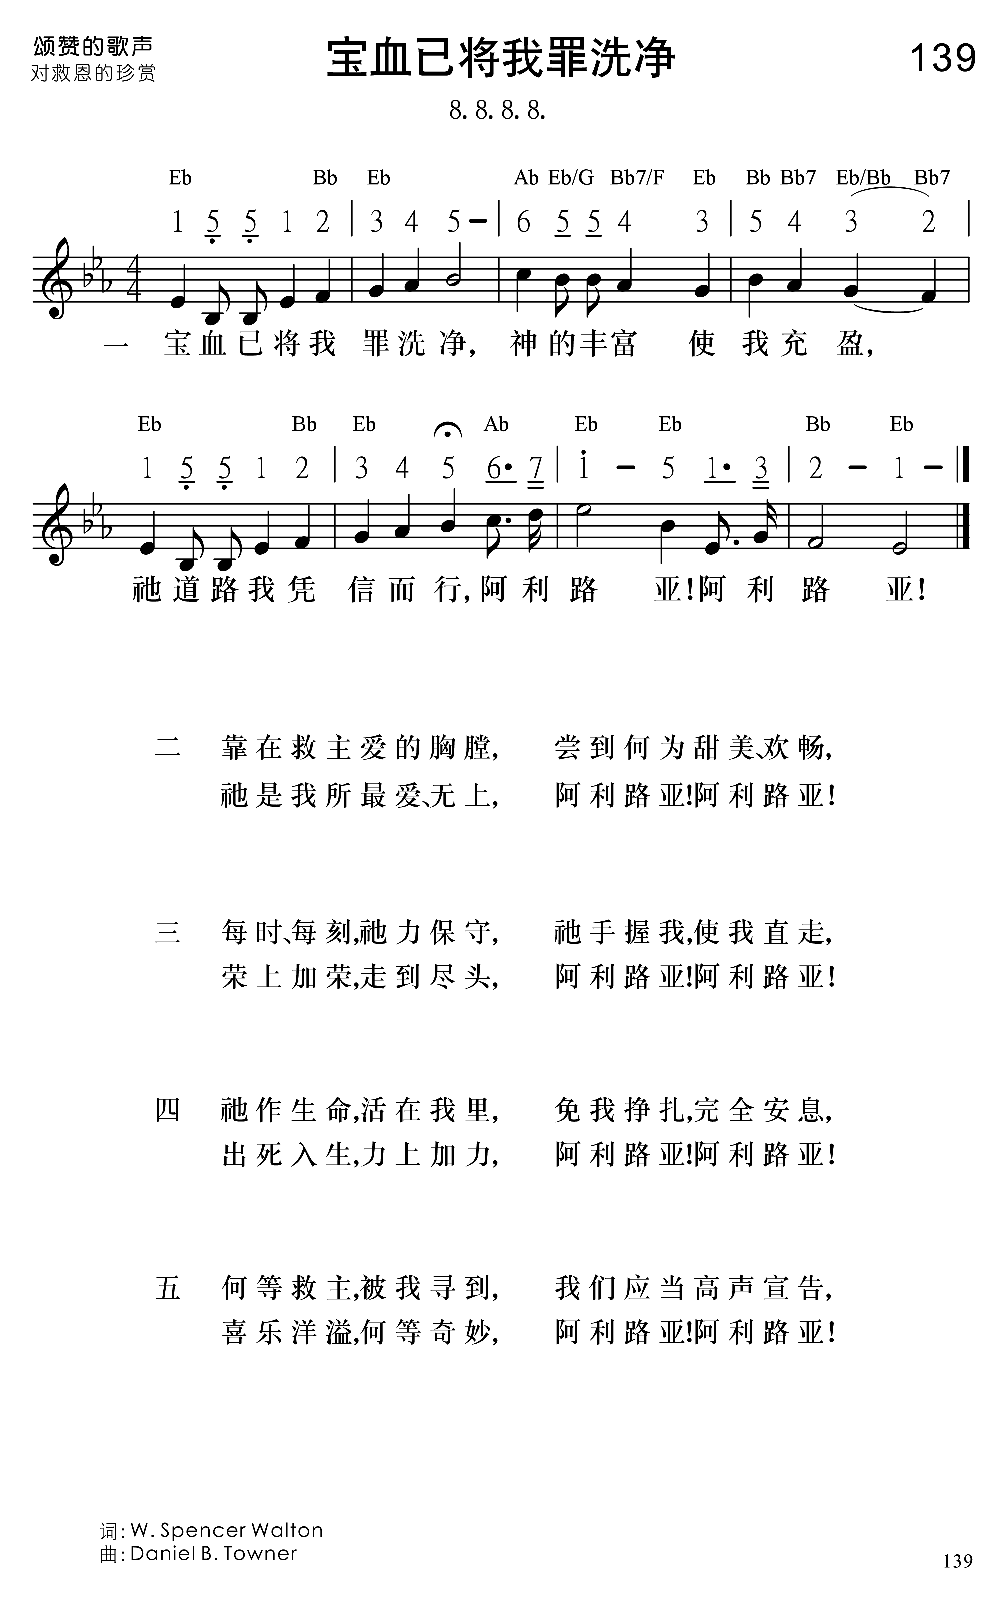 颂赞的歌声
对救恩的珍赏
宝血已将我罪洗净
139
8. 8. 8. 8.
Eb Bb Eb Ab Eb/G Bb7/F Eb Bb Bb7 Eb/Bb Bb7
1 5 5 1 2 | 3 4 5 – | 6 5 5 4 3 | 5 4 3 2 |
4
4
一 宝血已将我 罪洗净, 神的丰富 使 我充 盈,
Eb Bb Eb Ab Eb Eb Bb Eb
1 5 5 1 2 | 3 4 5 6· 7 | 1 – 5 1· 3 | 2 – 1 –
祂道路我凭 信而行,阿利路 亚!阿利路 亚!
二 靠在救主爱的胸膛, 尝到何为甜美、欢畅,
祂是我所最爱、无上, 阿利路亚!阿利路亚!
三 每时、每刻,祂力保守, 祂手握我,使我直走,
荣上加荣,走到尽头, 阿利路亚!阿利路亚!
四 祂作生命,活在我里, 免我挣扎,完全安息,
出死入生,力上加力, 阿利路亚!阿利路亚!
五 何等救主,被我寻到, 我们应当高声宣告,
喜乐洋溢,何等奇妙, 阿利路亚!阿利路亚!
词: W. Spencer Walton
曲: Daniel B. Towner
139